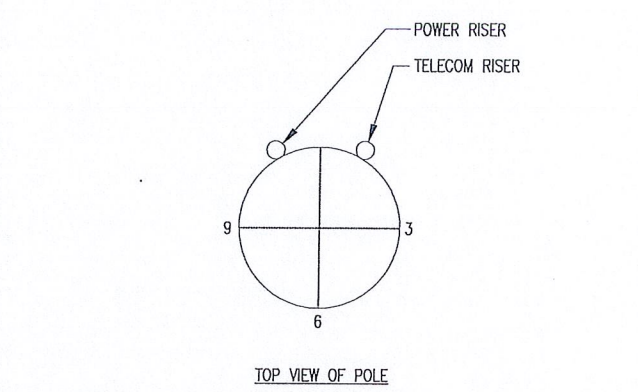 POWER RISER
TELECOM RISER
9
3
6
TOP VIEW OF POLE